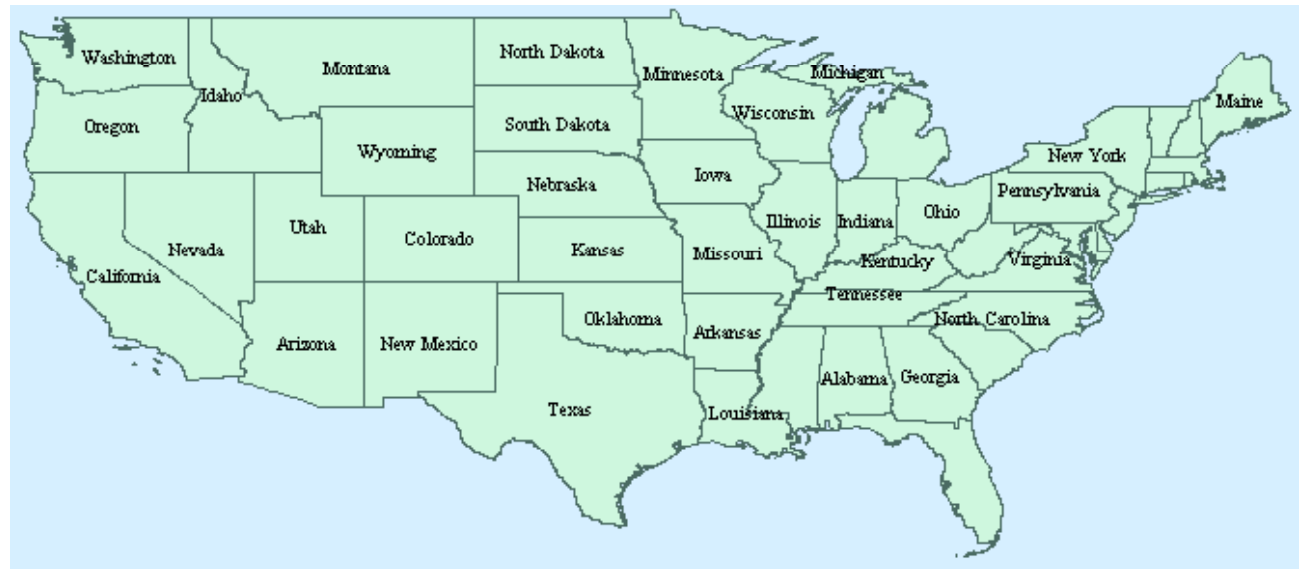 Washington
Montana
North Dakota
Minnesota
Michigan
Maine
Idaho
Oregon
Wisconsin
South Dakota
Wyoming
New York
Iowa
Nebraska
Pennsylvania
Utah
Illinois
Indiana
Ohio
Nevada
Colorado
Kansas
Missouri
Kentucky
Virginia
California
Tennessee
Oklahoma
North Carolina
Arkansas
Arizona
New Mexico
Alabama
Georgia
Texas
Louisiana